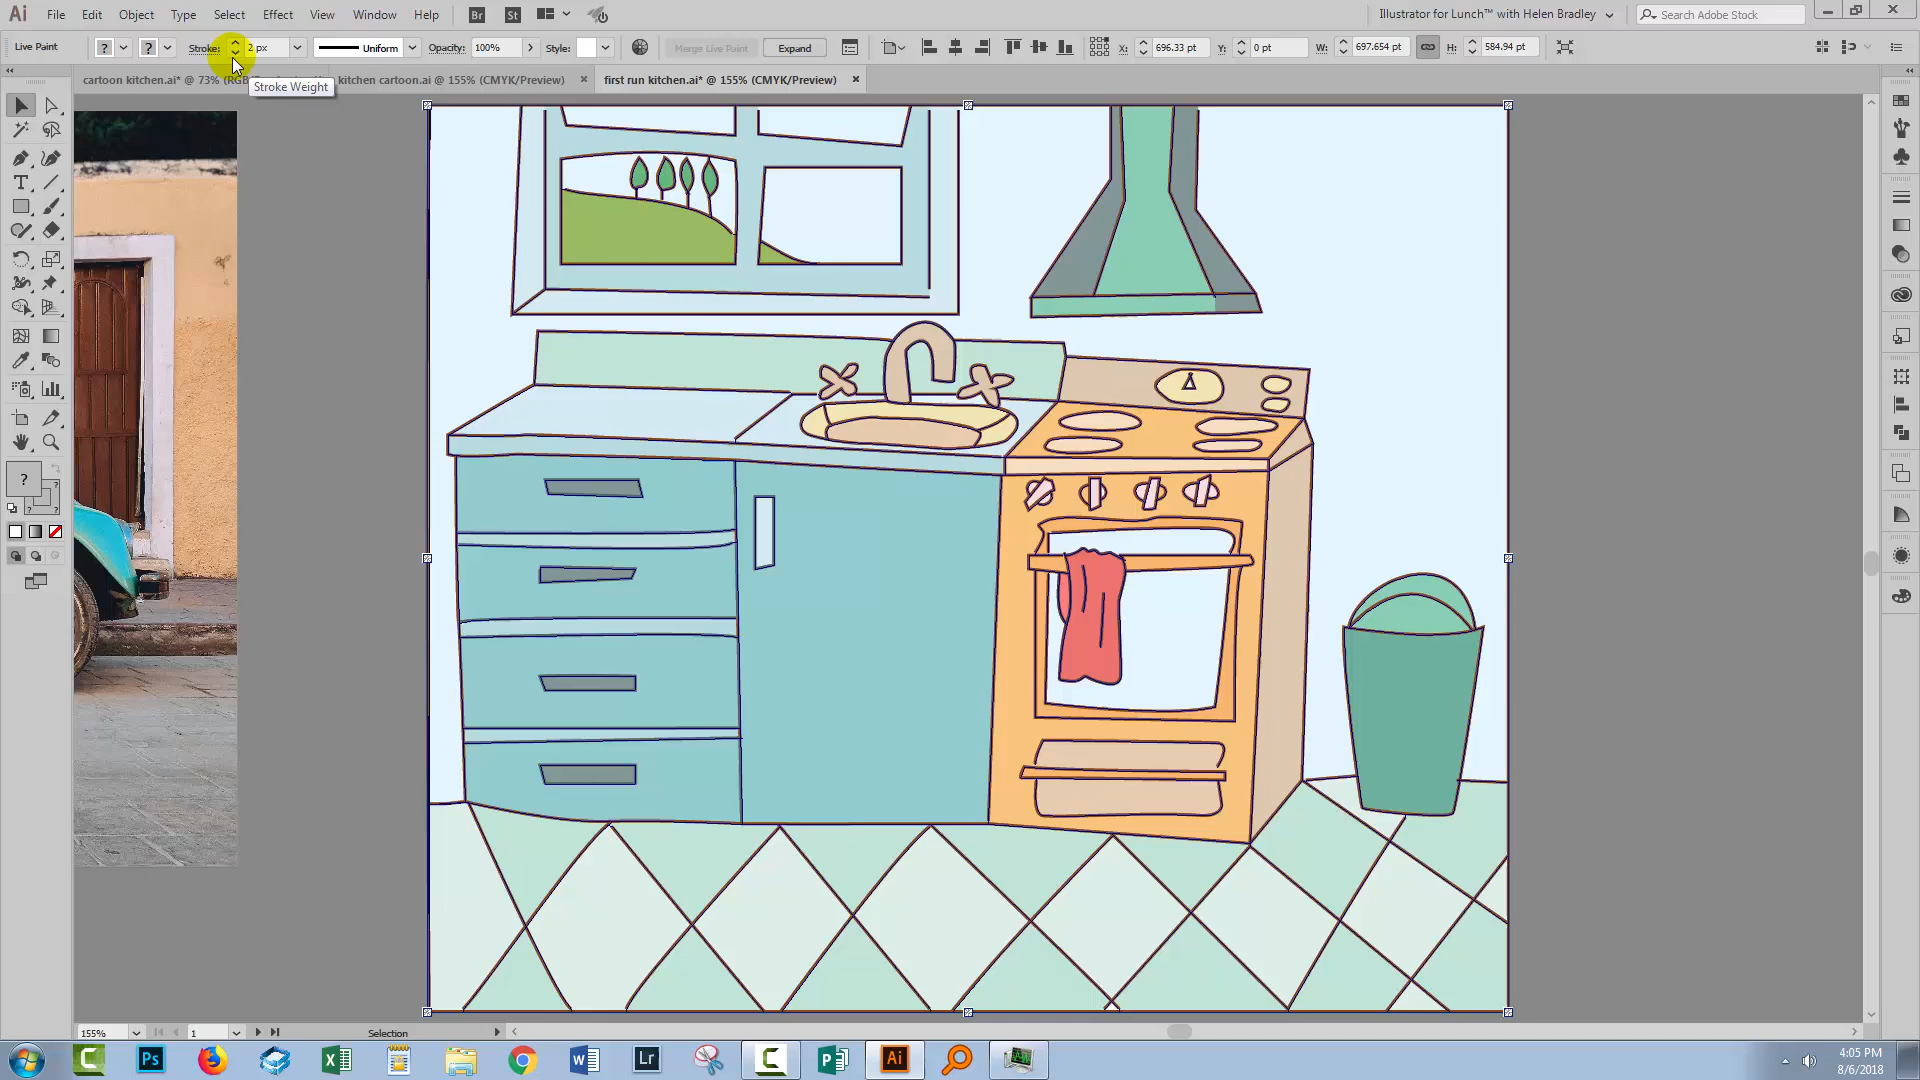 Ai File Edit Object Type Select Effect View Window Help Br St Illustrator for Lunch™ with Helen Bradley Search Adobe Stock
Live Paint ? ? Stroke: 2 px Uniform Opacity: 100% Style: Merge Live Paint Expand X: 696.33 pt Y: 0 pt W: 697.654 pt H: 584.94 pt
cartoon kitchen.ai* @ 73% (RGB kitchen cartoon.ai @ 155% (CMYK/Preview) first run kitchen.ai* @ 155% (CMYK/Preview)
Stroke Weight
T
?
?
155% 1 Selection
Ps Lr Ai
4:05 PM
8/6/2018